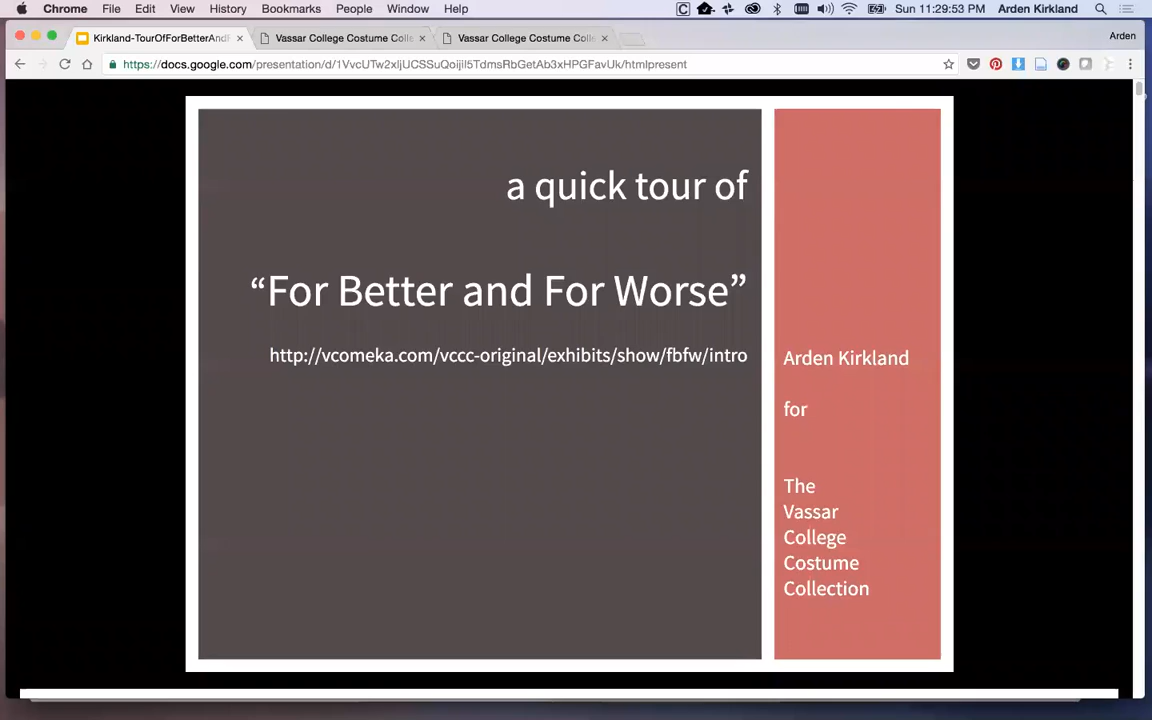 Chrome File Edit View History Bookmarks People Window Help Sun 11:29:53 PM Arden Kirkland
Kirkland-TourOfForBetterAndF Vassar College Costume Colle Vassar College Costume Colle Arden
https://docs.google.com/presentation/d/1VvcUTw2xljUCSSuQoijil5TdmsRbGetAb3xHPGFavUk/htmlpresent
a quick tour of
“For Better and For Worse”
http://vcomeka.com/vccc-original/exhibits/show/fbfw/intro
Arden Kirkland
for
The
Vassar
College
Costume
Collection